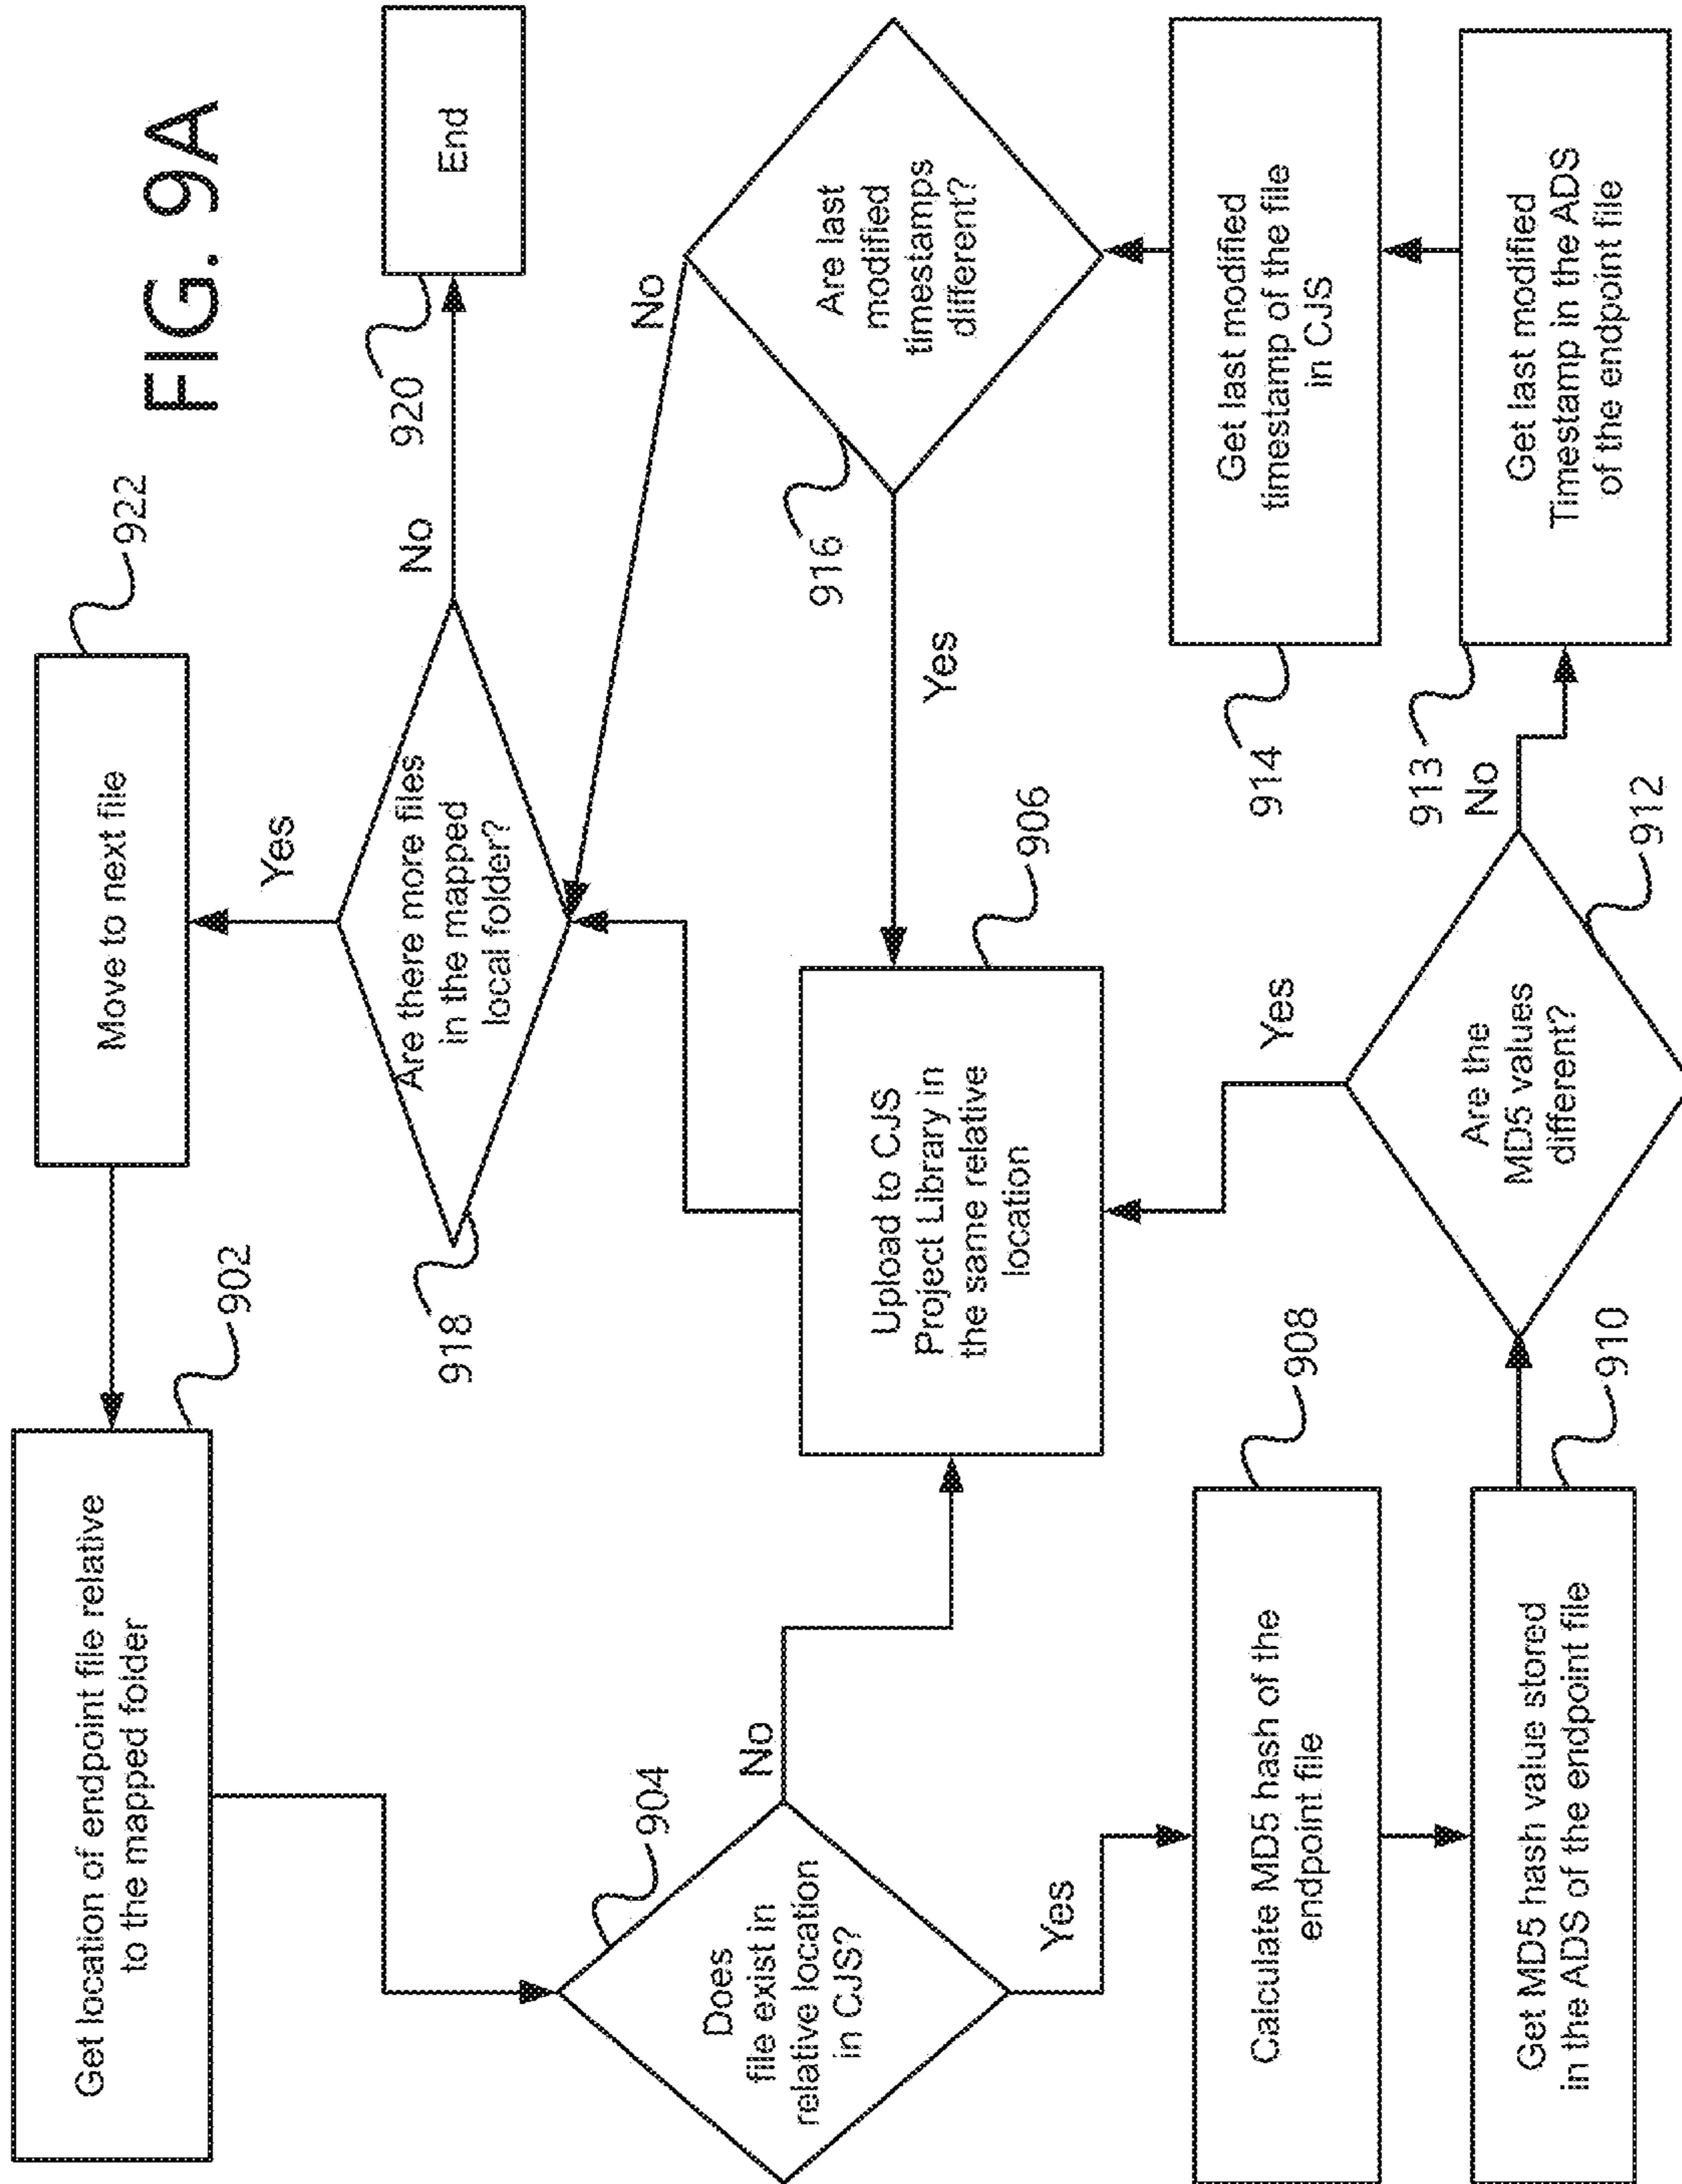 FIG. 9A
Get location of endpoint file relative
to the mapped folder
902
Move to next file
922
Does
file exist in
relative location
in CJS?
904
No
Yes
Are there more files
in the mapped
local folder?
918
Yes
No
End
920
Upload to CJS
Project Library in
the same relative
location
906
Are last
modified
timestamps
different?
916
No
Yes
Calculate MD5 hash of the
endpoint file
908
Get MD5 hash value stored
in the ADS of the endpoint file
910
Are the
MD5 values
different?
912
Yes
No
Get last modified
timestamp of the file
in CJS
914
Get last modified
Timestamp in the ADS
of the endpoint file
913